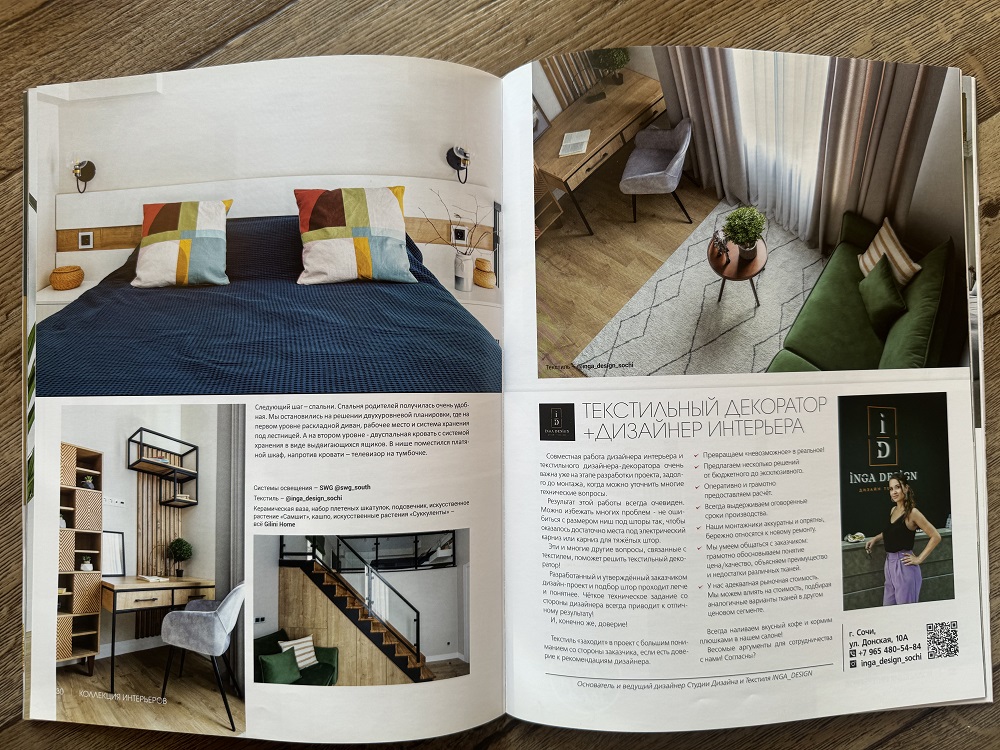 Следующий шаг – спальни. Спальня родителей получилась очень удоб-
ная. Мы остановились на решении двухуровневой планировки, где на
первом уровне раскладной диван, рабочее место и система хранения
под лестницей. А на втором уровне - двуспальная кровать с системой
хранения в виде выдвигающихся ящиков. В нише поместился платя-
ной шкаф, напротив кровати – телевизор на тумбочке.
Системы освещения – SWG @swg_south
Текстиль – @inga_design_sochi
Керамическая ваза, набор плетеных шкатулок, подовечник, искусственное
растение «Самшит», кашпо, искусственные растения «Суккуленты» –
всё Gilini Home
30 КОЛЛЕКЦИЯ ИНТЕРЬЕРОВ
Текстиль – @inga_design_sochi
iD
INGA DESIGN
ТЕКСТИЛЬНЫЙ ДЕКОРАТОР
+ДИЗАЙНЕР ИНТЕРЬЕРА
Совместная работа дизайнера интерьера и
текстильного дизайнера-декоратора очень
важна уже на этапе разработки проекта, задол-
го до монтажа, когда можно уточнить многие
технические вопросы.
Результат этой работы всегда очевиден.
Можно избежать многих проблем - не оши-
биться с размером ниш под шторы так, чтобы
оказалось достаточно места под электрический
карниз или карниз для тяжёлых штор.
Эти и многие другие вопросы, связанные с
текстилем, поможет решить текстильный деко-
ратор!
Разработанный и утверждённый заказчиком
дизайн-проект и подбор штор проходит легче
и понятнее. Чёткое техническое задание со
стороны дизайнера всегда приводит к отлич-
ному результату!
И, конечно же, доверие!
Текстиль «заходит» в проект с большим пони-
манием со стороны заказчика, если есть дове-
рие к рекомендациям дизайнера.
✓ Превращаем «невозможное» в реальное!
✓ Предлагаем несколько решений
от бюджетного до эксклюзивного.
✓ Оперативно и грамотно
предоставляем расчёт.
✓ Всегда выдерживаем оговоренные
сроки производства.
✓ Наши монтажники аккуратны и опрятны,
бережно относятся к новому ремонту.
✓ Мы умеем общаться с заказчиком:
грамотно обосновываем понятие
цена/качество, объясняем преимущество
и недостатки различных тканей.
✓ У нас адекватная рыночная стоимость.
Мы можем влиять на стоимость, подбирая
аналогичные варианты тканей в другом
ценовом сегменте.
Всегда наливаем вкусный кофе и кормим
плюшками в нашем салоне!
Весомые аргументы для сотрудничества
с нами! Согласны?
iD
INGA DESIGN
г. Сочи,
ул. Донская, 10А
+7 965 480-54-84
inga_design_sochi
Основатель и ведущий дизайнер Студии Дизайна и Текстиля INGA_DESIGN